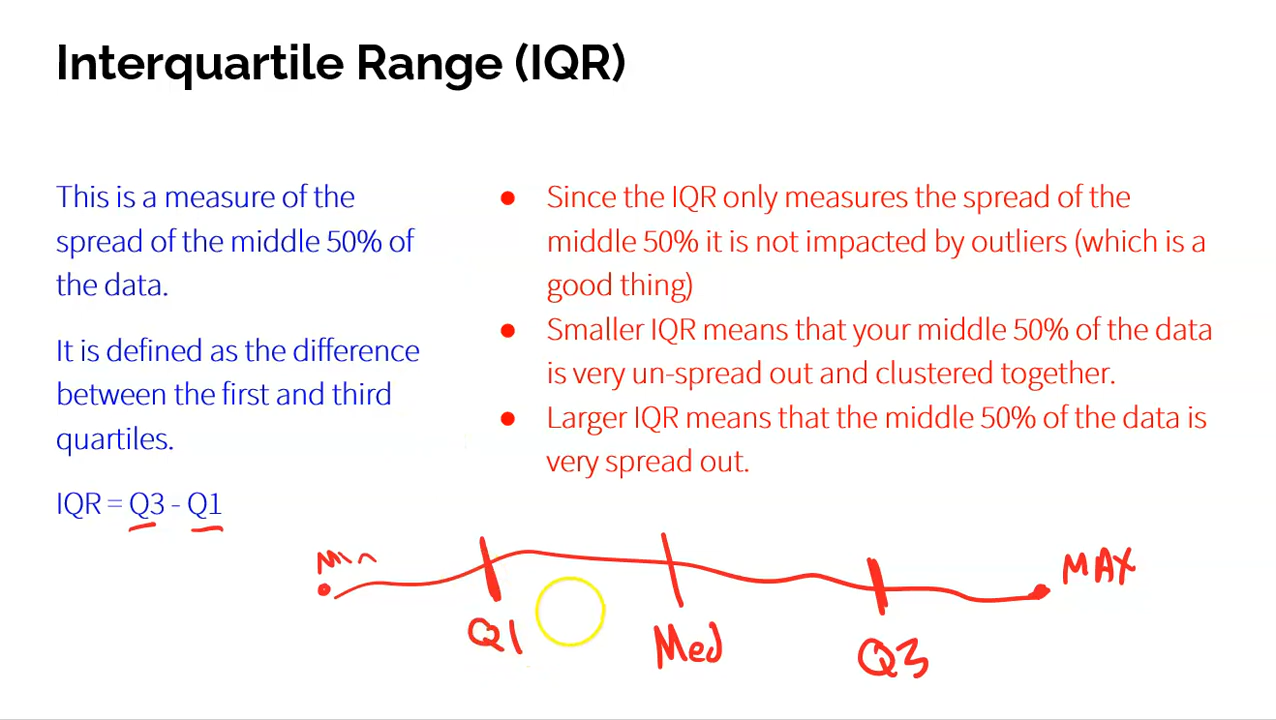 Interquartile Range (IQR)
This is a measure of the
spread of the middle 50% of
the data.
It is defined as the difference
between the first and third
quartiles.
IQR = Q3 - Q1
● Since the IQR only measures the spread of the
middle 50% it is not impacted by outliers (which is a
good thing)
● Smaller IQR means that your middle 50% of the data
is very un-spread out and clustered together.
● Larger IQR means that the middle 50% of the data is
very spread out.
Min
Q1
Med
Q3
MAX